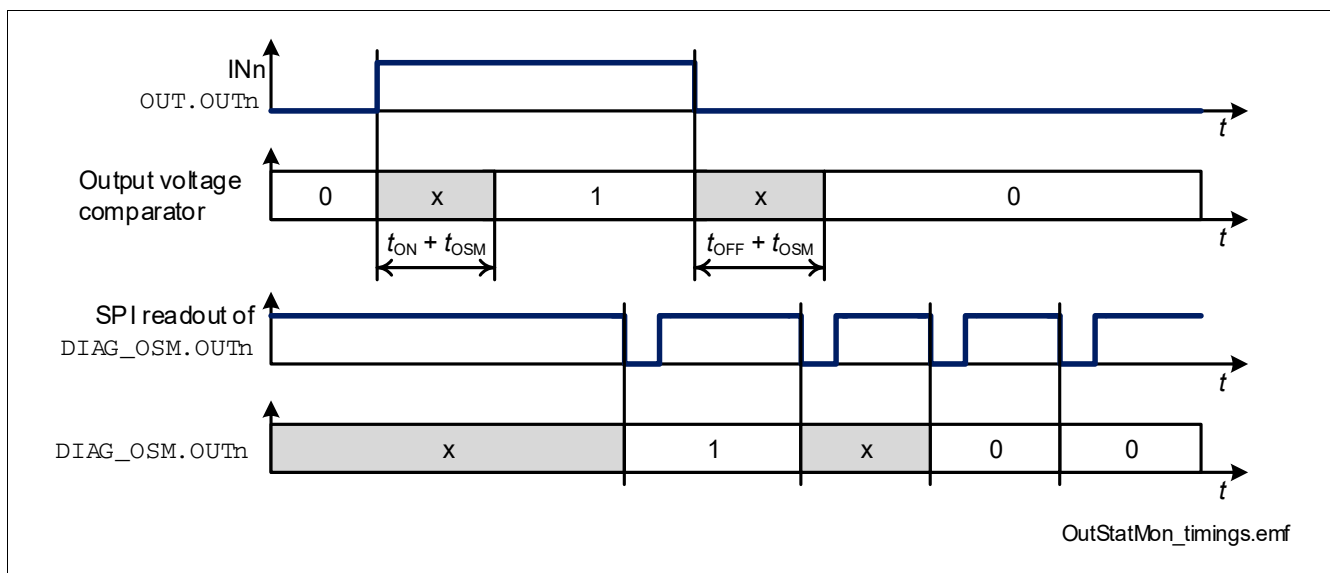 INn
OUT.OUTn
t
Output voltage
comparator
0
x
1
x
0
t
tON + tOSM
tOFF + tOSM
SPI readout of
DIAG_OSM.OUTn
t
DIAG_OSM.OUTn
x
1
x
0
0
t
OutStatMon_timings.emf